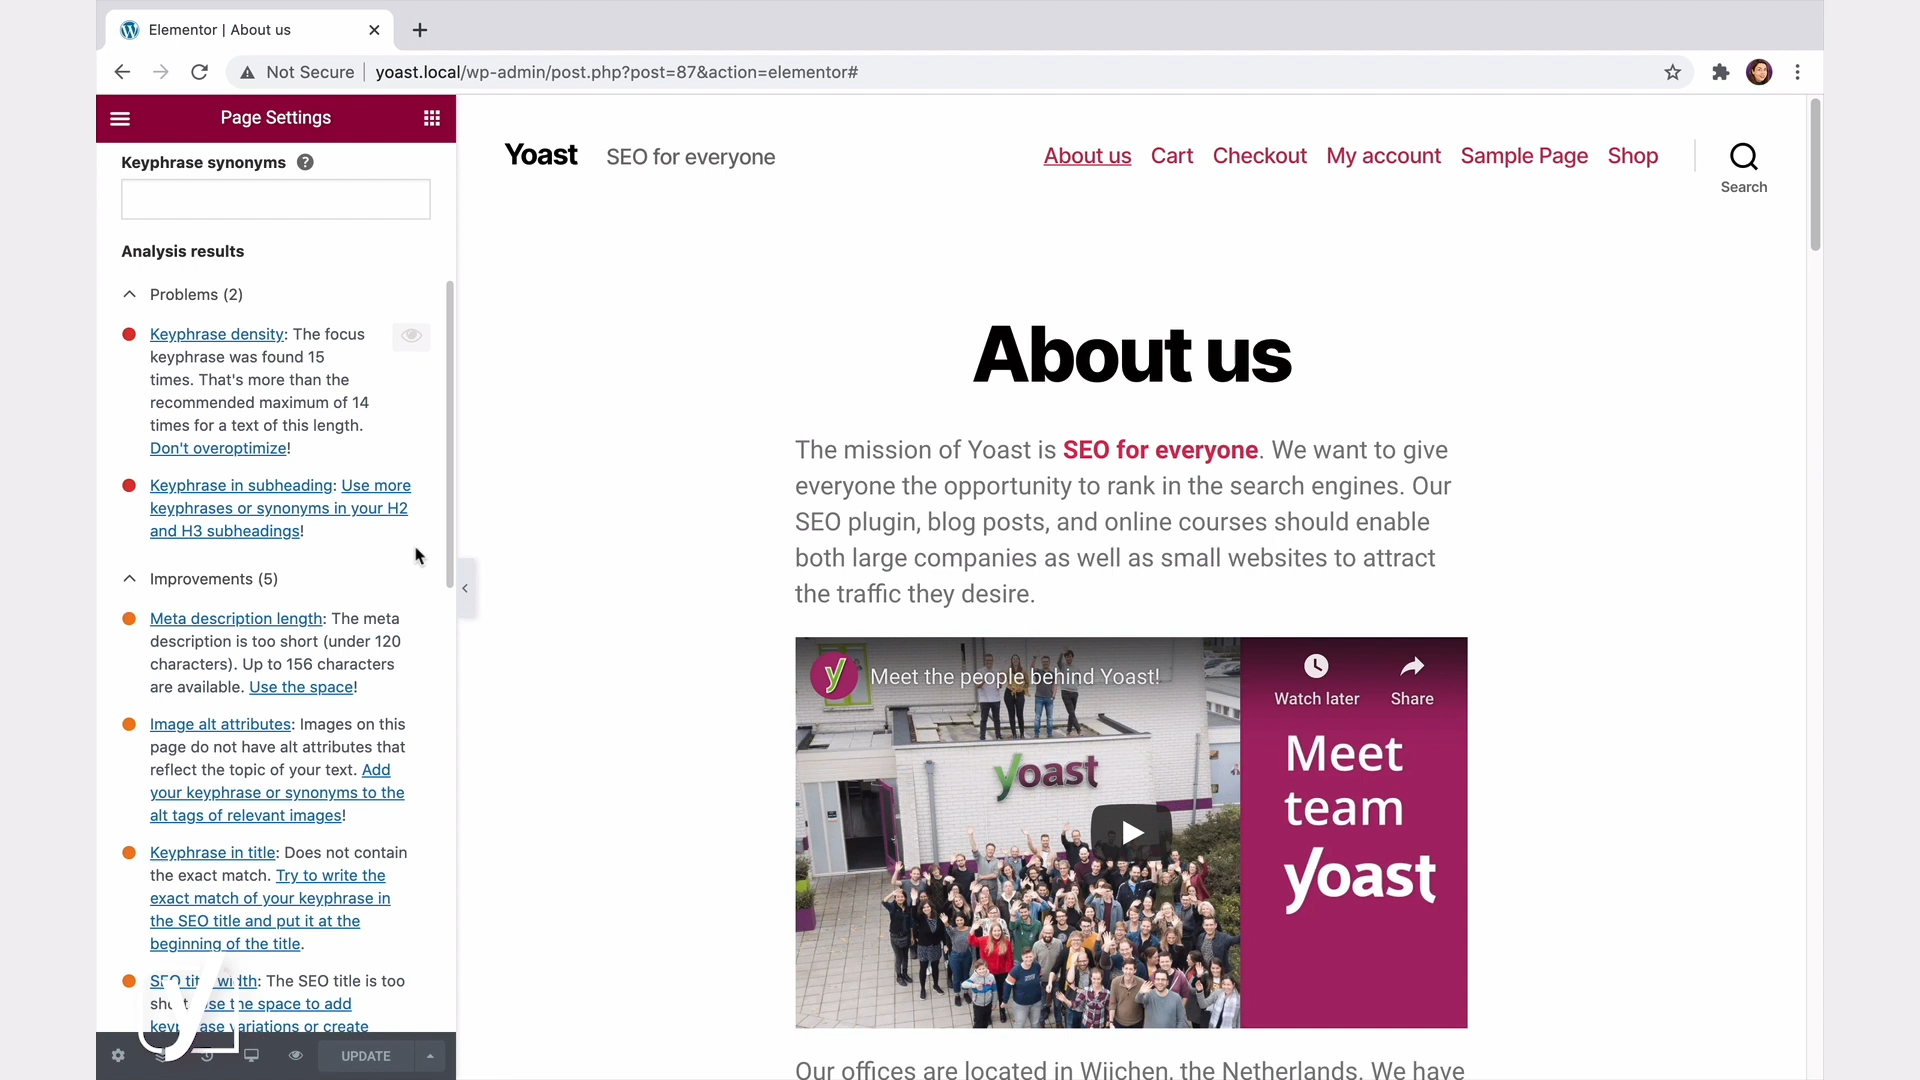 Elementor | About us
Not Secure
yoast.local/wp-admin/post.php?post=87&action=elementor#
Page Settings
Keyphrase synonyms ?
Analysis results
Problems (2)
Keyphrase density: The focus
keyphrase was found 15
times. That's more than the
recommended maximum of 14
times for a text of this length.
Don't overoptimize!
Keyphrase in subheading: Use more
keyphrases or synonyms in your H2
and H3 subheadings!
Improvements (5)
Meta description length: The meta
description is too short (under 120
characters). Up to 156 characters
are available. Use the space!
Image alt attributes: Images on this
page do not have alt attributes that
reflect the topic of your text. Add
your keyphrase or synonyms to the
alt tags of relevant images!
Keyphrase in title: Does not contain
the exact match. Try to write the
exact match of your keyphrase in
the SEO title and put it at the
beginning of the title.
SEO title width: The SEO title is too
short. Use the space to add
keyphrase variations or create
UPDATE
Yoast
SEO for everyone
About us
Cart
Checkout
My account
Sample Page
Shop
Search
About us
The mission of Yoast is SEO for everyone. We want to give
everyone the opportunity to rank in the search engines. Our
SEO plugin, blog posts, and online courses should enable
both large companies as well as small websites to attract
the traffic they desire.
y
Meet the people behind Yoast!
Watch later
Share
yoast
Meet
team
yoast
Our offices are located in Wijchen, the Netherlands. We have